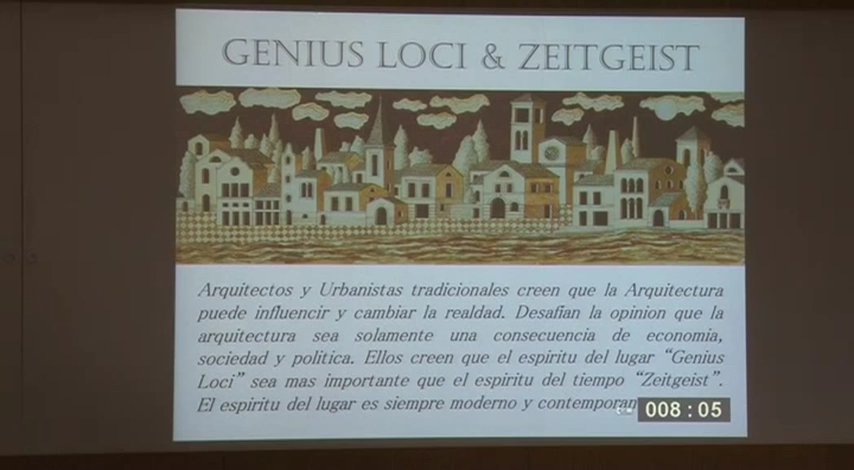 GENIUS LOCI & ZEITGEIST
Arquitectos y Urbanistas tradicionales creen que la Arquitectura
puede influencir y cambiar la realdad. Desafian la opinion que la
arquitectura sea solamente una consecuencia de economia,
sociedad y politica. Ellos creen que el espiritu del lugar “Genius
Loci” sea mas importante que el espiritu del tiempo “Zeitgeist”.
El espiritu del lugar es siempre moderno y
008 : 05